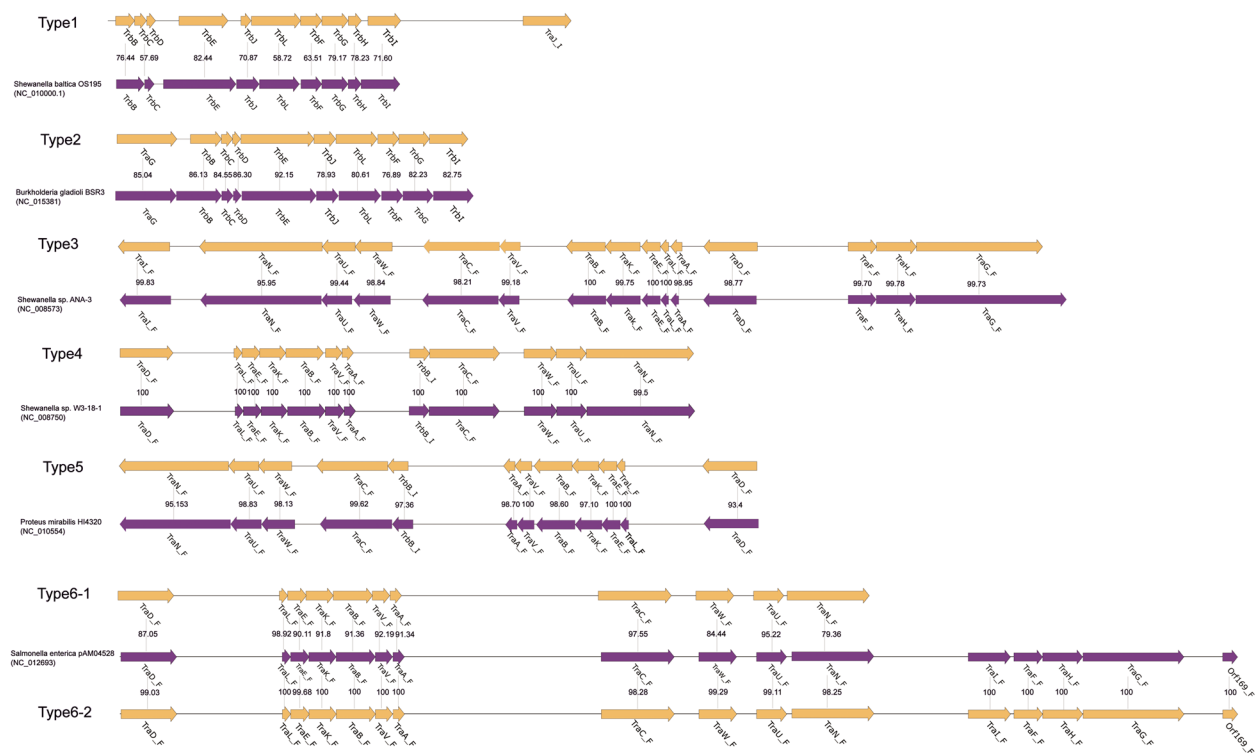 Type1
TrbB TrbC TrbD TrbE TrbJ TrbL TrbF TrbG TrbH TrbI TraJ_I
76.44 57.69 82.44 70.87 58.72 63.51 79.17 78.23 71.60
Shewanella baltica OS195
(NC_010000.1)
TrbB TrbC TrbE TrbJ TrbL TrbF TrbG TrbH TrbI
Type2
TraG TrbB TrbC TrbD TrbE TrbJ TrbL TrbF TrbG TrbI
85.04 86.13 84.55 86.30 92.15 78.93 80.61 76.89 82.23 82.75
Burkholderia gladioli BSR3
(NC_015381)
TraG TrbB TrbC TrbD TrbE TrbJ TrbL TrbF TrbG TrbI
Type3
TraI_F TraN_F TraU_F TraW_F TraC_F TraV_F TraB_F TraK_F TraE_F TraL_F TraA_F TraD_F TraF_F TraH_F TraG_F
99.83 95.95 99.44 98.84 98.21 99.18 100 99.75 100 100 98.95 98.77 99.70 99.78 99.73
Shewanella sp. ANA-3
(NC_008573)
TraI_F TraN_F TraU_F TraW_F TraC_F TraV_F TraB_F Trak_F TraE_F TraL_F TraA_F TraD_F TraF_F TraH_F TraG_F
Type4
TraD_F TraL_F TraE_F TraK_F TraB_F TraV_F TraA_F TrbB_I TraC_F TraW_F TraU_F TraN_F
100 100 100 100 100 100 100 100 100 100 100 99.5
Shewanella sp. W3-18-1
(NC_008750)
TraD_F TraL_F TraE_F TraK_F TraB_F TraV_F TraA_F TrbB_I TraC_F TraW_F TraU_F TraN_F
Type5
TraN_F TraU_F TraW_F TraC_F TrbB_I TraA_F TraV_F TraB_F TraK_F TraE_F TraL_F TraD_F
95.153 98.83 98.13 99.62 97.36 98.70 100 98.60 97.10 100 100 93.4
Proteus mirabilis HI4320
(NC_010554)
TraN_F TraU_F TraW_F TraC_F TrbB_I TraA_F TraV_F TraB_F TraK_F TraE_F TraL_F TraD_F
Type6-1
TraD_F TraL_F TraE_F TraK_F TraB_F TraV_F TraA_F TraC_F TraW_F TraU_F TraN_F
87.05 98.92 90.11 91.8 91.36 92.19 91.34 97.55 84.44 95.22 79.36
Salmonella enterica pAM04528
(NC_012693)
TraD_F TraL_F TraE_F TraK_F TraB_F TraV_F TraA_F TraC_F TraW_F TraU_F TraN_F TraI_F TraF_F TraH_F TraG_F Orf169_F
99.03 100 99.68 100 100 100 100 98.28 99.29 99.11 98.25 100 100 100 100 100
Type6-2
TraD_F TraL_F TraE_F TraK_F TraB_F TraV_F TraA_F TraC_F TraW_F TraU_F TraN_F TraI_F TraF_F TraH_F TraG_F Orf169_F